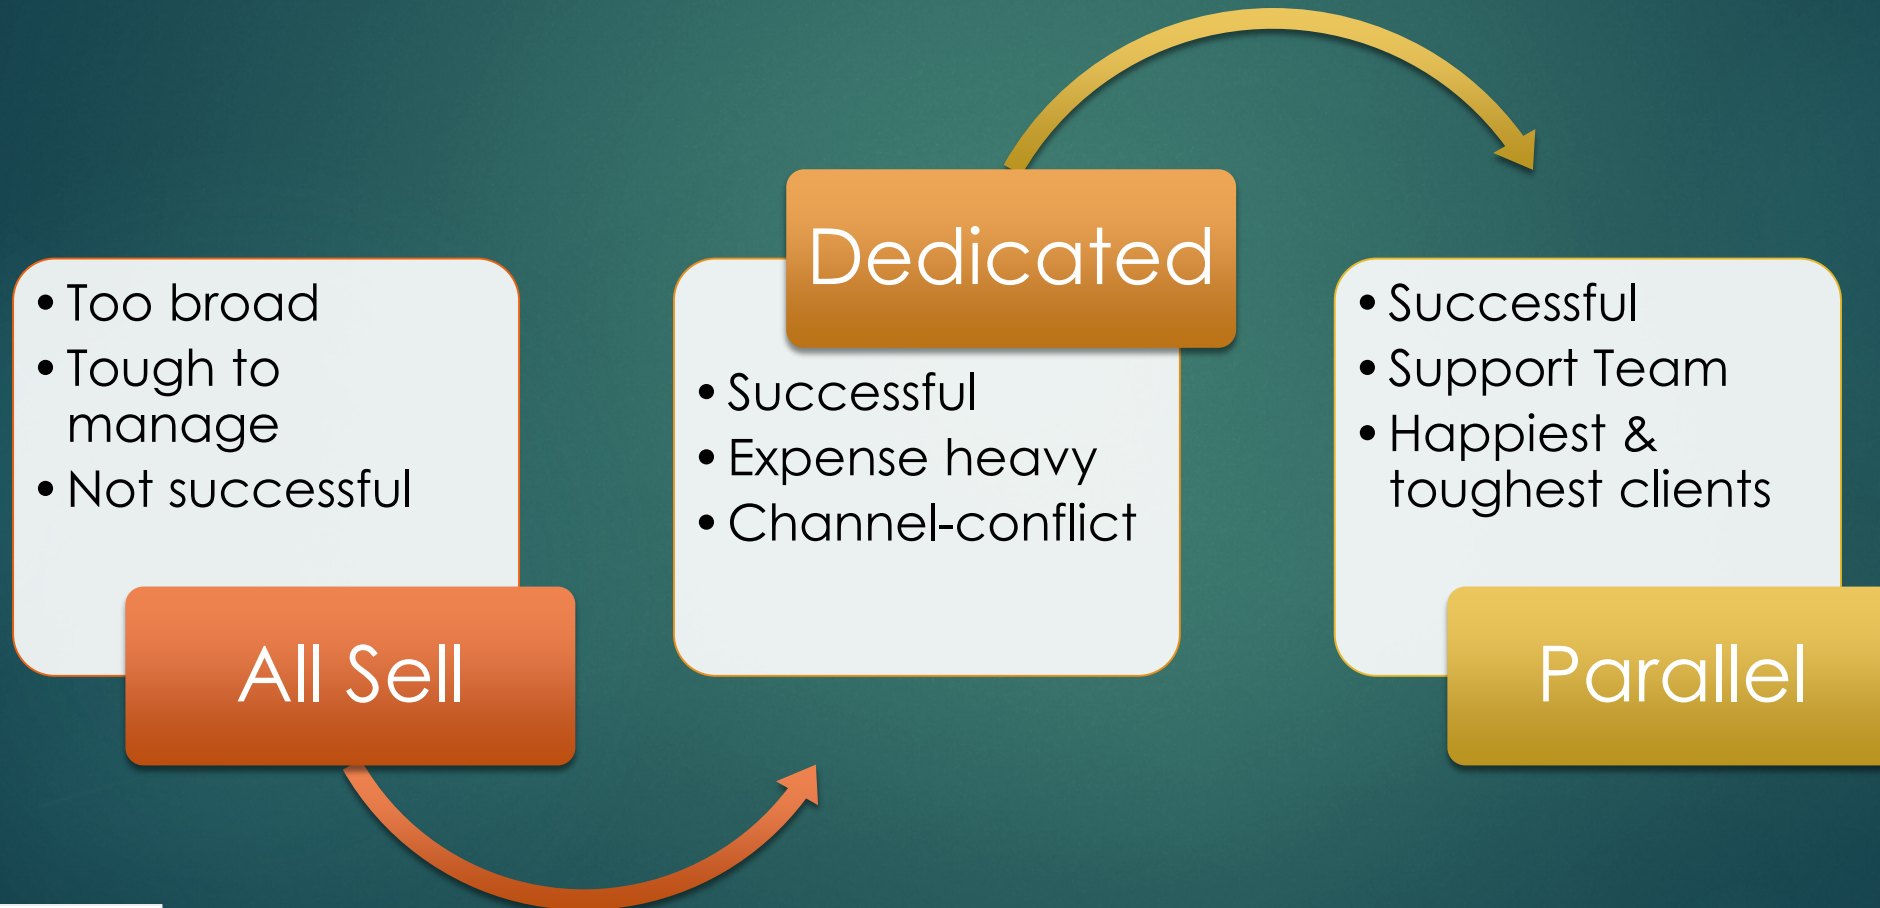 • Too broad
• Tough to
manage
• Not successful
All Sell
Dedicated
• Successful
• Expense heavy
• Channel-conflict
• Successful
• Support Team
• Happiest &
toughest clients
Parallel